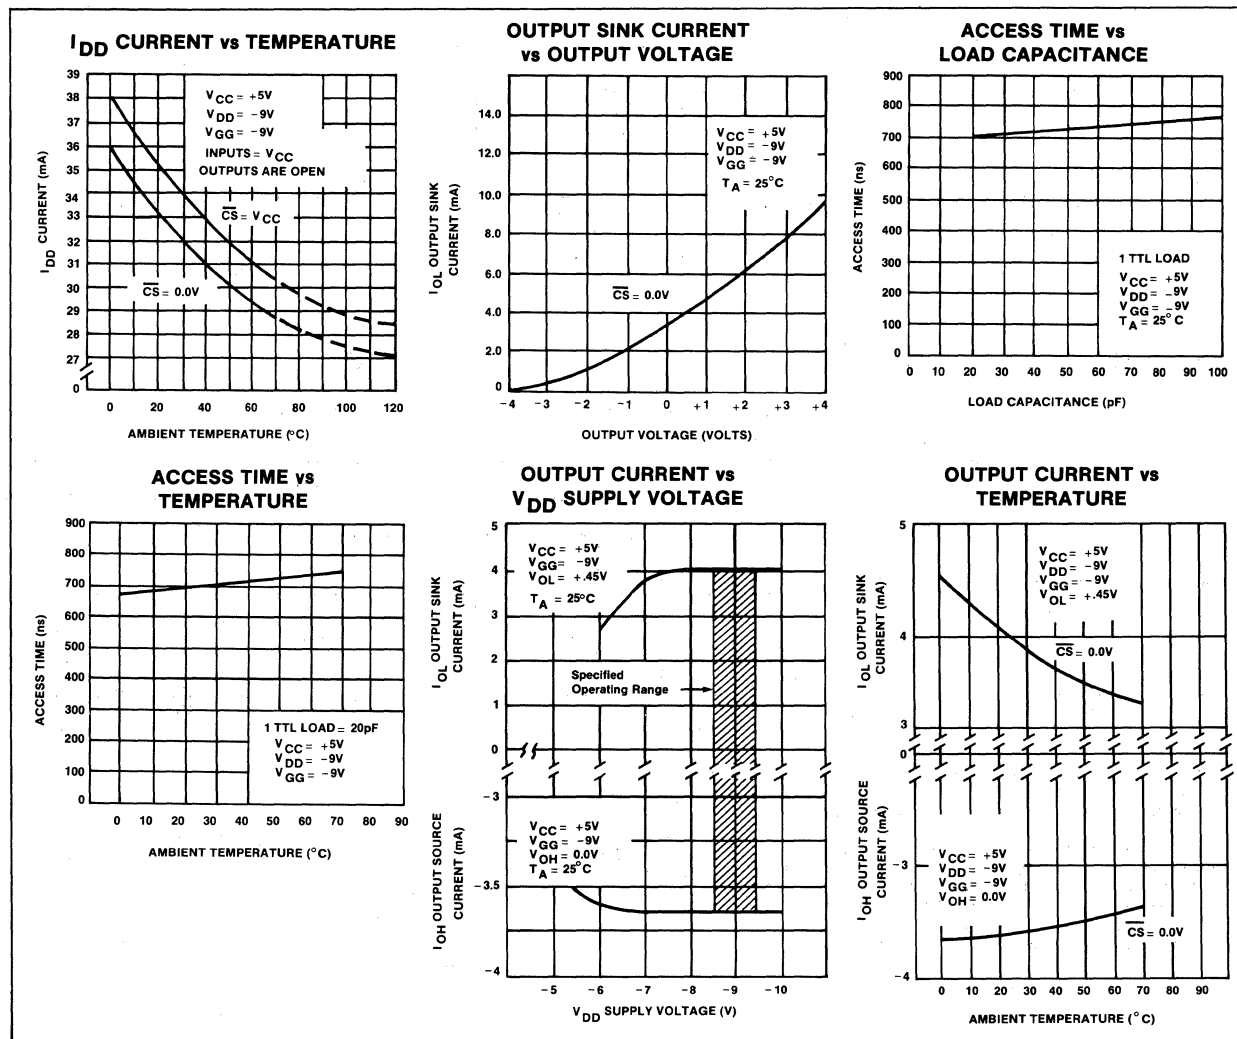 IDD CURRENT vs TEMPERATURE
39
38
37
36
35
34
33
32
31
30
29
28
27
0
IDD CURRENT (mA)
VCC = +5V
VDD = -9V
VGG = -9V
INPUTS = VCC
OUTPUTS ARE OPEN
CS = VCC
CS = 0.0V
0 20 40 60 80 100 120
AMBIENT TEMPERATURE (°C)
OUTPUT SINK CURRENT
vs OUTPUT VOLTAGE
14.0
12.0
10.0
8.0
6.0
4.0
2.0
0
IOL OUTPUT SINK
CURRENT (mA)
VCC = +5V
VDD = -9V
VGG = -9V
TA = 25°C
CS = 0.0V
-4 -3 -2 -1 0 +1 +2 +3 +4
OUTPUT VOLTAGE (VOLTS)
ACCESS TIME vs
LOAD CAPACITANCE
900
800
700
600
500
400
300
200
100
0
ACCESS TIME (ns)
1 TTL LOAD
VCC = +5V
VDD = -9V
VGG = -9V
TA = 25°C
0 10 20 30 40 50 60 70 80 90 100
LOAD CAPACITANCE (pF)
ACCESS TIME vs
TEMPERATURE
900
800
700
600
500
400
300
200
100
0
ACCESS TIME (ns)
1 TTL LOAD = 20pF
VCC = +5V
VDD = -9V
VGG = -9V
0 10 20 30 40 50 60 70 80 90
AMBIENT TEMPERATURE (°C)
OUTPUT CURRENT vs
VDD SUPPLY VOLTAGE
5
4
3
2
1
0
IOL OUTPUT SINK
CURRENT (mA)
VCC = +5V
VGG = -9V
VOL = +.45V
TA = 25°C
Specified
Operating Range
-3
-3.5
-4
IOH OUTPUT SOURCE
CURRENT (mA)
VCC = +5V
VGG = -9V
VOH = 0.0V
TA = 25°C
-5 -6 -7 -8 -9 -10
VDD SUPPLY VOLTAGE (V)
OUTPUT CURRENT vs
TEMPERATURE
5
4
3
0
IOL OUTPUT SINK
CURRENT (mA)
VCC = +5V
VDD = -9V
VGG = -9V
VOL = +.45V
CS = 0.0V
-3
-4
IOH OUTPUT SOURCE
CURRENT (mA)
VCC = +5V
VDD = -9V
VGG = -9V
VOH = 0.0V
CS = 0.0V
0 10 20 30 40 50 60 70 80 90
AMBIENT TEMPERATURE (°C)